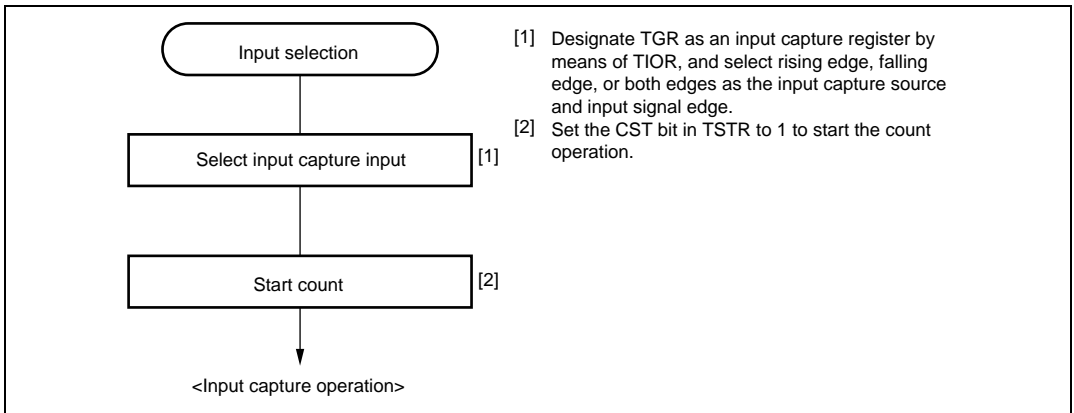 Input selection
Select input capture input
[1]
Start count
[2]
<Input capture operation>
[1] Designate TGR as an input capture register by
means of TIOR, and select rising edge, falling
edge, or both edges as the input capture source
and input signal edge.
[2] Set the CST bit in TSTR to 1 to start the count
operation.